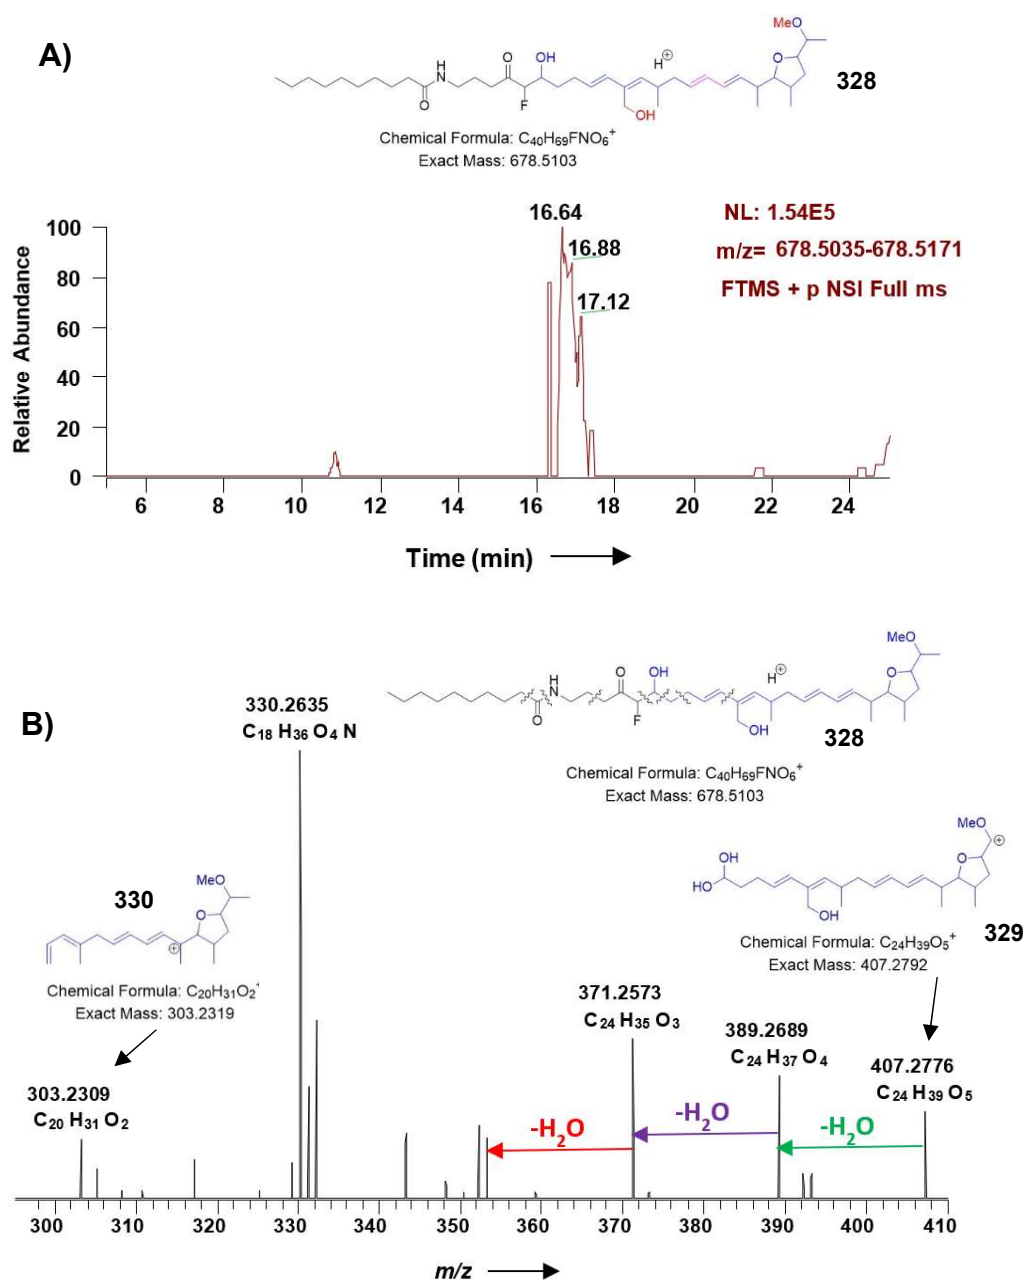 A)
MeO
O
O
OH
H⊕
H
N
O
F
OH
328
Chemical Formula: C40H69FNO6+
Exact Mass: 678.5103
NL: 1.54E5
m/z= 678.5035-678.5171
FTMS + p NSI Full ms
16.64
16.88
17.12
Relative Abundance
100
80
60
40
20
0
6 8 10 12 14 16 18 20 22 24
Time (min)
B)
MeO
O
O
OH
H⊕
H
N
O
F
OH
328
Chemical Formula: C40H69FNO6+
Exact Mass: 678.5103
330.2635
C18 H36 O4 N
MeO
O
⊕
OH
HO
OH
329
Chemical Formula: C24H39O5+
Exact Mass: 407.2792
330
MeO
O
⊕
Chemical Formula: C20H31O2+
Exact Mass: 303.2319
303.2309
C20 H31 O2
371.2573
C24 H35 O3
389.2689
C24 H37 O4
407.2776
C24 H39 O5
-H2O
-H2O
-H2O
300 310 320 330 340 350 360 370 380 390 400 410
m/z